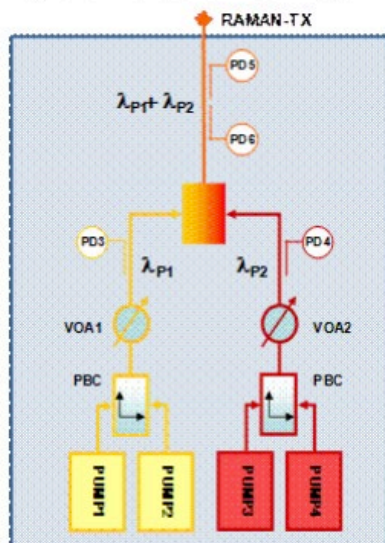 RAMAN-TX
PD5
λP1+ λP2
PD6
PD3
PD4
λP1
λP2
VOA1
VOA2
PBC
PBC
PUMP1
PUMP2
PUMP3
PUMP4